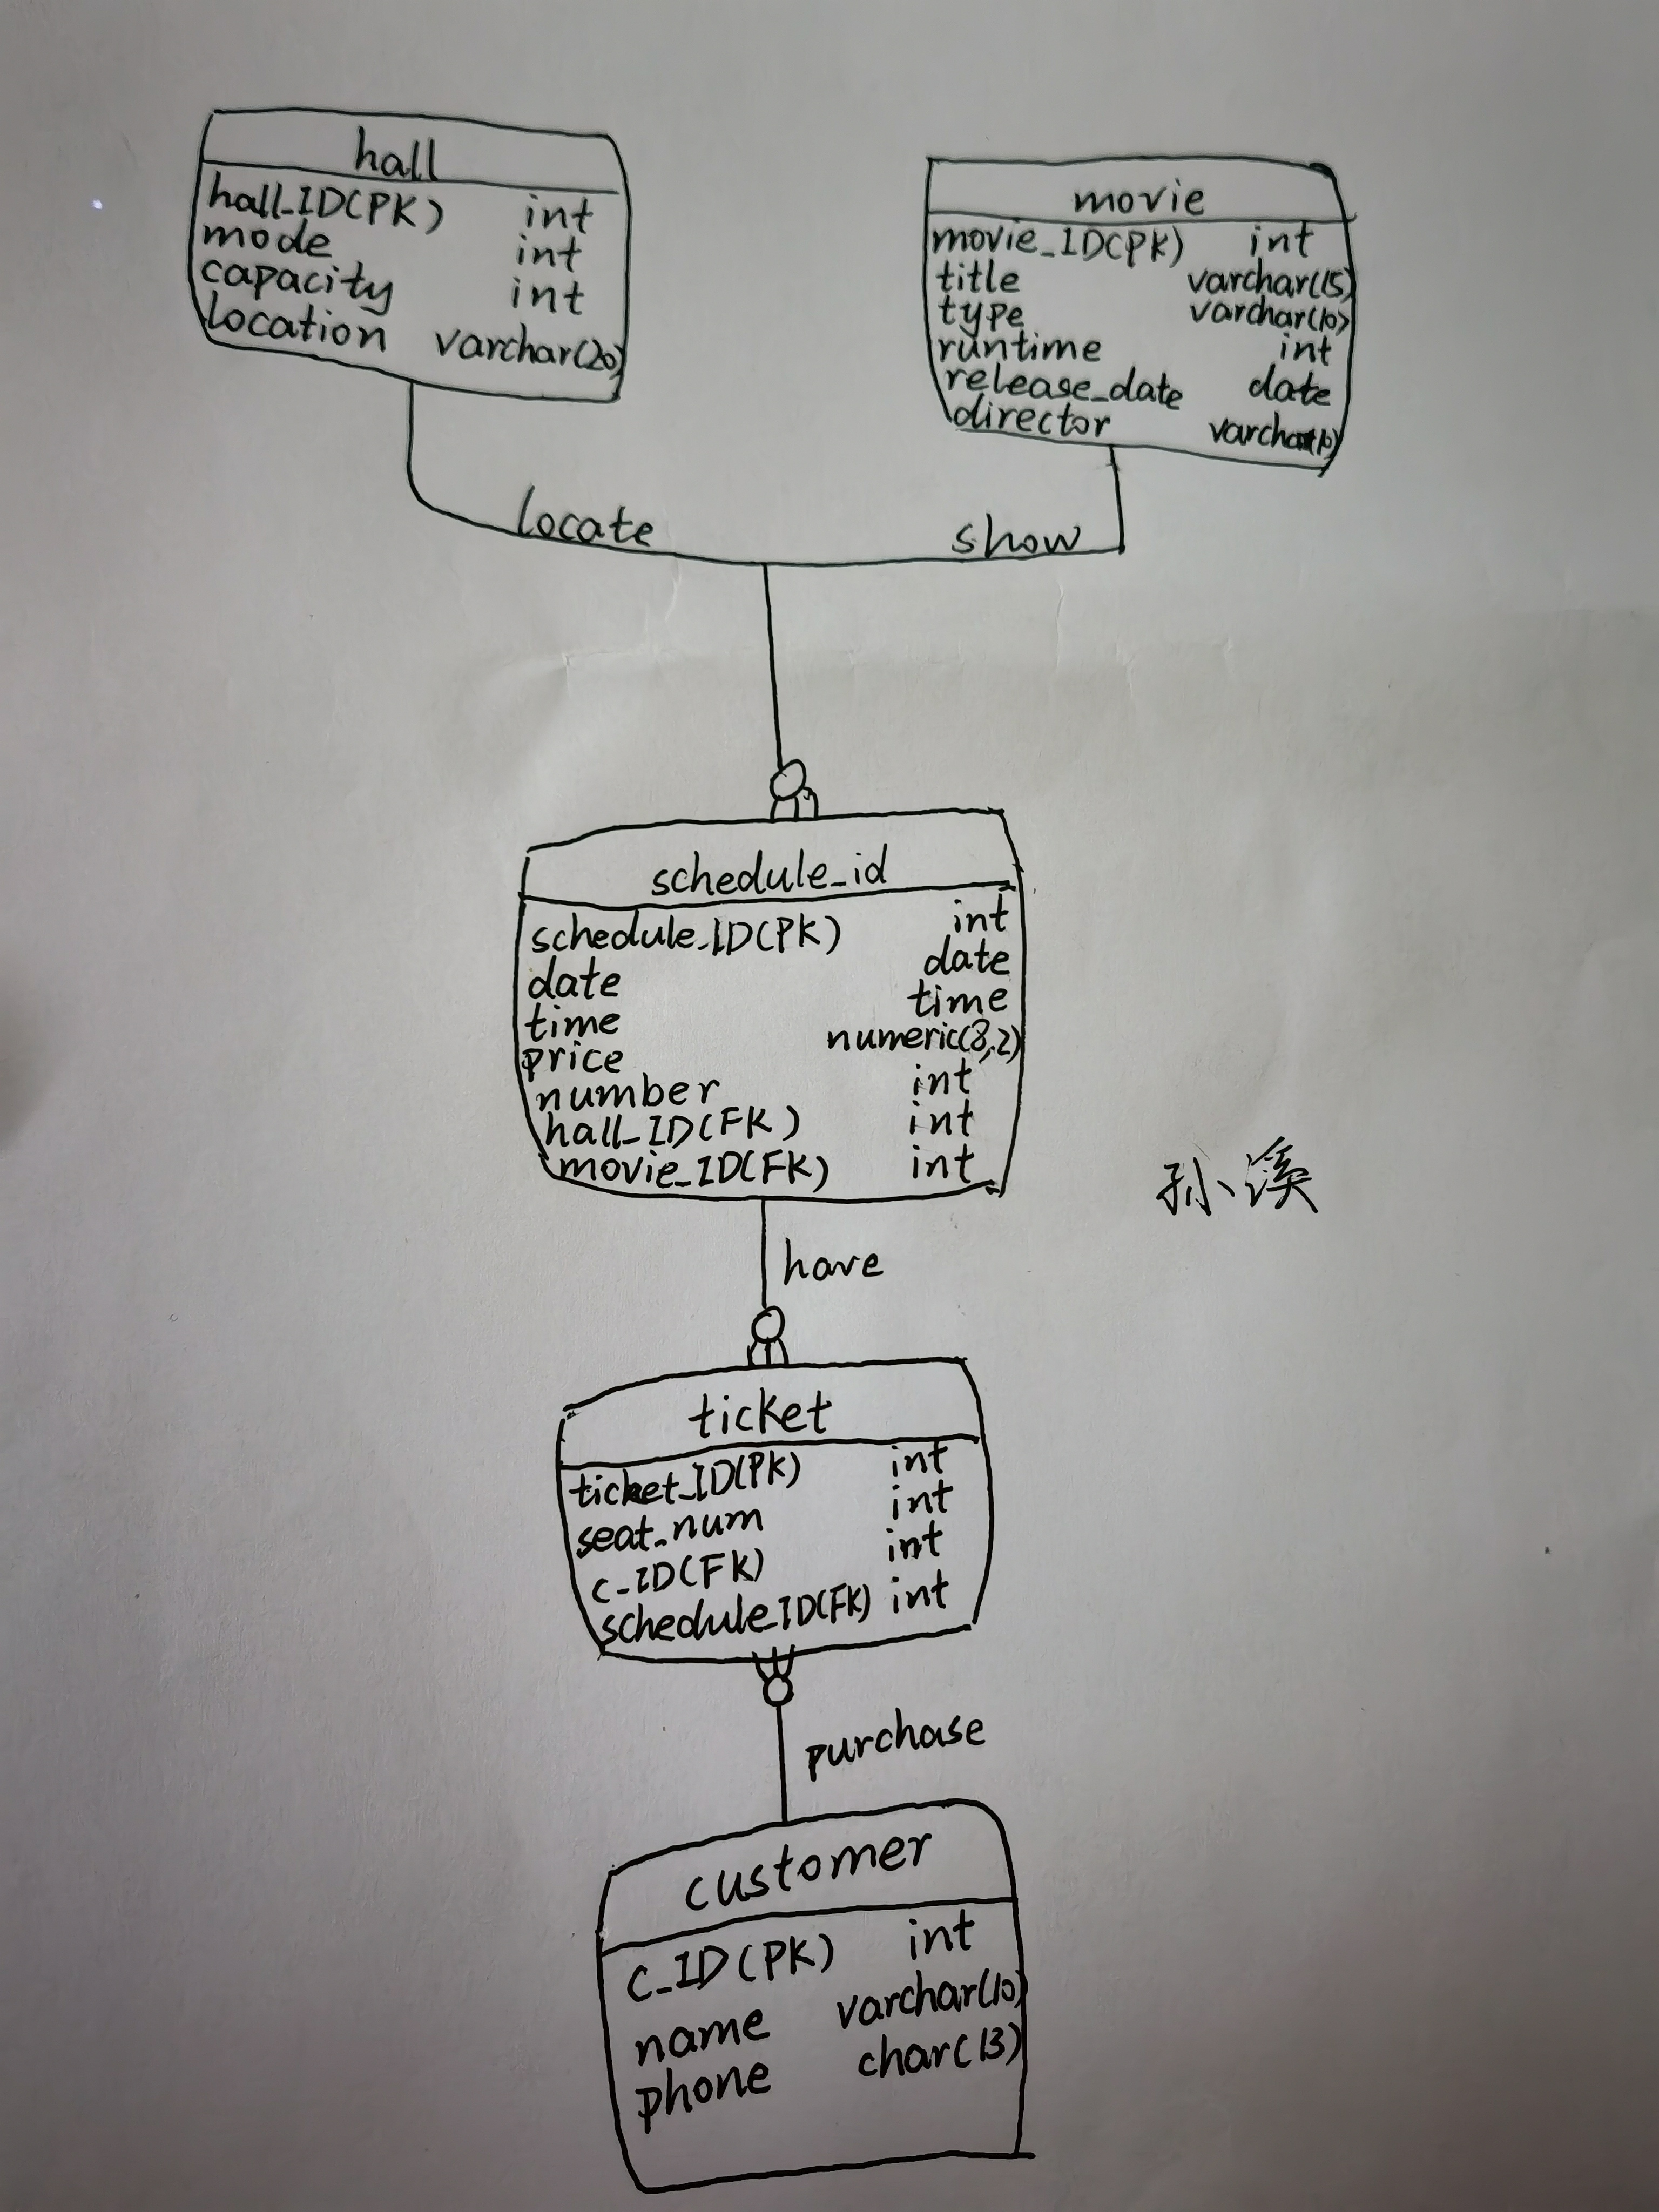 hall
hall_ID(PK) int
mode int
capacity int
location varchar(20)
movie
movie_ID(PK) int
title varchar(15)
type varchar(10)
runtime int
release_date date
director varchar(10)
locate
show
schedule_id
schedule_ID(PK) int
date date
time time
price numeric(8,2)
number int
hall_ID(FK) int
movie_ID(FK) int
孙溪
have
ticket
ticket_ID(PK) int
seat_num int
c_ID(FK) int
schedule_ID(FK) int
purchase
customer
C_ID(PK) int
name varchar(10)
phone char(13)